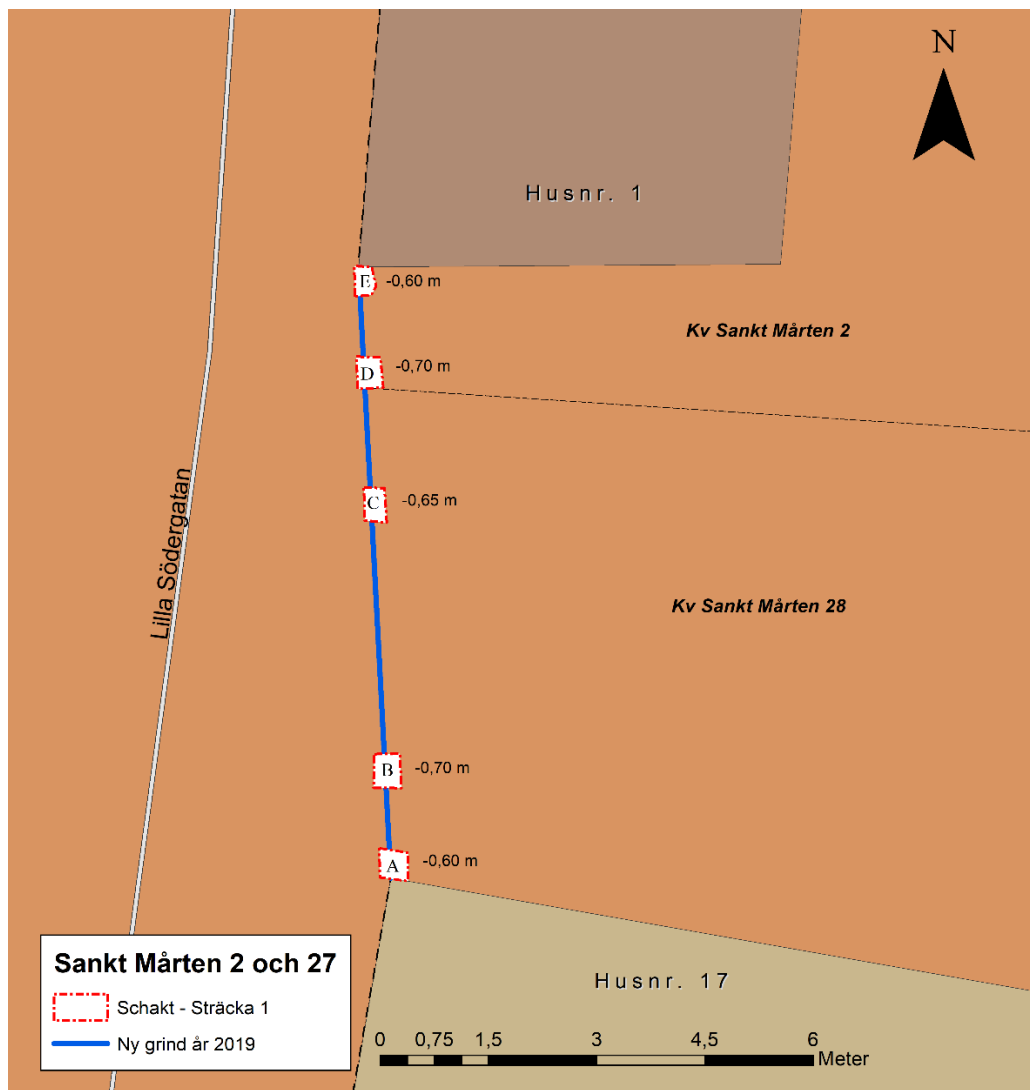 N
Husnr. 1
E -0,60 m
Kv Sankt Mårten 2
D -0,70 m
C -0,65 m
Lilla Södergatan
Kv Sankt Mårten 28
B -0,70 m
A -0,60 m
Sankt Mårten 2 och 27
Schakt - Sträcka 1
Ny grind år 2019
Husnr. 17
0 0,75 1,5 3 4,5 6
Meter